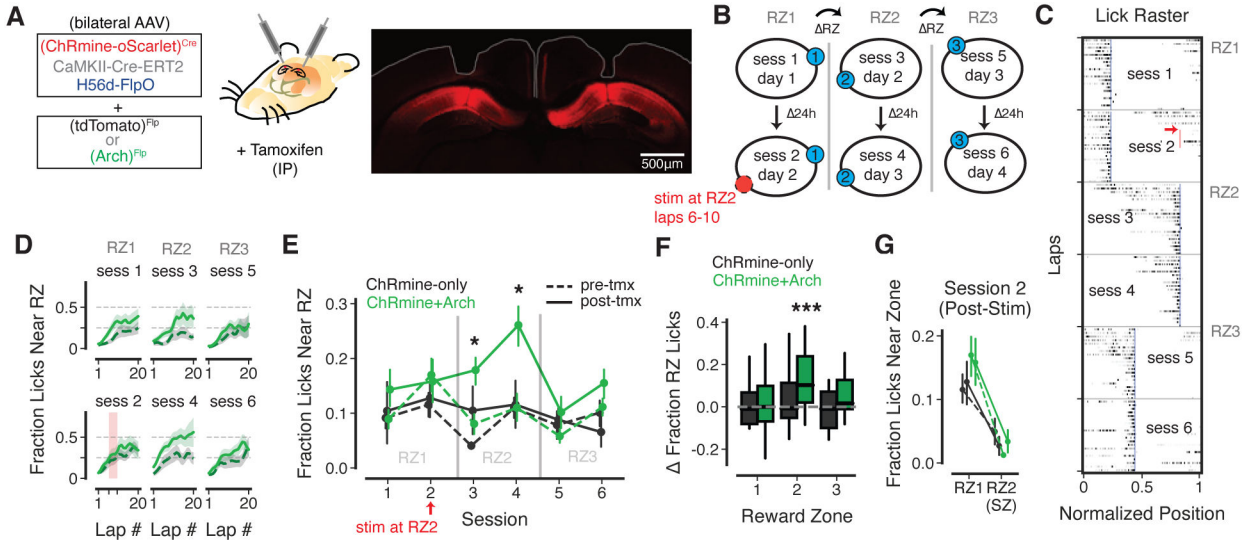 A
(bilateral AAV)
(ChRmine-oScarlet)Cre
CaMKII-Cre-ERT2
H56d-FlpO
+
(tdTomato)Flp
or
(Arch)Flp
+ Tamoxifen
(IP)
500μm
B
RZ1
ΔRZ
RZ2
ΔRZ
RZ3
sess 1
day 1
1
sess 3
day 2
2
sess 5
day 3
3
Δ24h
Δ24h
Δ24h
sess 2
day 2
1
sess 4
day 3
2
sess 6
day 4
3
stim at RZ2
laps 6-10
C
Lick Raster
RZ1
sess 1
sess 2
RZ2
sess 3
sess 4
RZ3
sess 5
sess 6
Laps
0
1
Normalized Position
D
RZ1
RZ2
RZ3
sess 1
sess 3
sess 5
0.5
0
1
20
1
20
1
20
sess 2
sess 4
sess 6
0.5
0
1
20
1
20
1
20
Fraction Licks Near RZ
Lap #
Lap #
E
ChRmine-only
ChRmine+Arch
pre-tmx
post-tmx
Fraction Licks Near RZ
0.3
0.2
0.1
0.0
*
*
RZ1
RZ2
RZ3
1
2
3
4
5
6
stim at RZ2
Session
F
ChRmine-only
ChRmine+Arch
***
Δ Fraction RZ Licks
0.4
0.2
0.0
-0.2
1
2
3
Reward Zone
G
Session 2
(Post-Stim)
Fraction Licks Near Zone
0.2
0.1
0.0
RZ1
RZ2
(SZ)